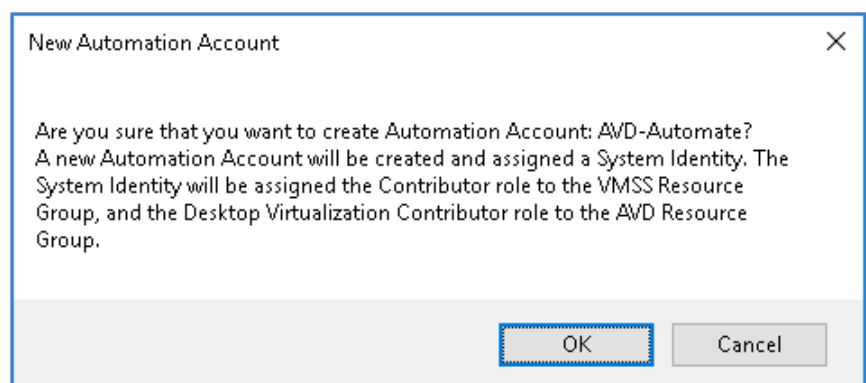 New Automation Account
Are you sure that you want to create Automation Account: AVD-Automate?
A new Automation Account will be created and assigned a System Identity. The
System Identity will be assigned the Contributor role to the VMSS Resource
Group, and the Desktop Virtualization Contributor role to the AVD Resource
Group.
OK
Cancel